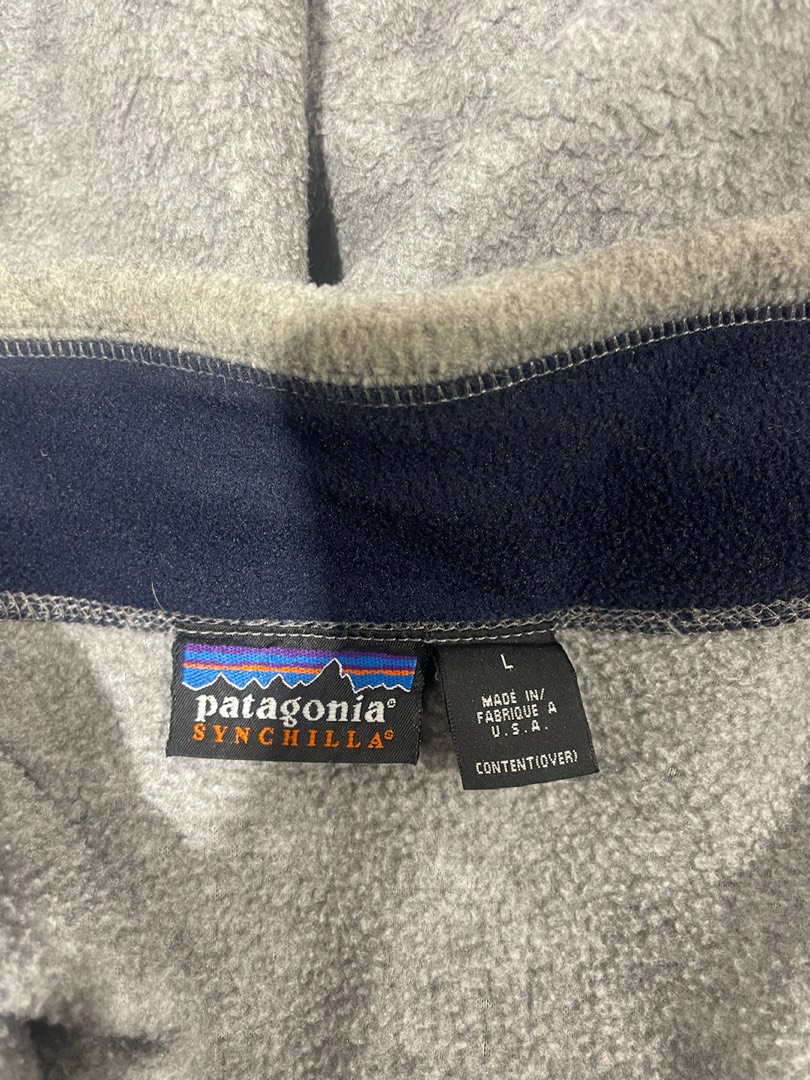 patagonia®
SYNCHILLA®
L
MADE IN/
FABRIQUE A
U.S.A.
CONTENT(OVER)